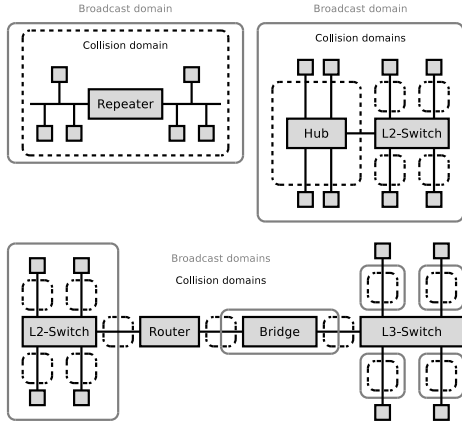 Broadcast domain
Collision domain
Repeater
Broadcast domain
Collision domains
Hub
L2-Switch
Broadcast domains
Collision domains
L2-Switch
Router
Bridge
L3-Switch